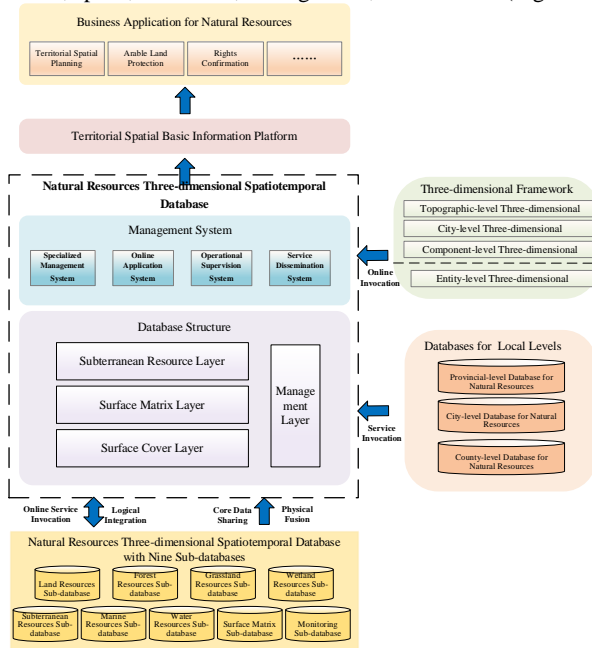 Business Application for Natural Resources
Territorial Spatial
Planning
Arable Land
Protection
Rights
Confirmation
……
Territorial Spatial Basic Information Platform
Natural Resources Three-dimensional Spatiotemporal
Database
Management System
Specialized
Management
System
Online
Application
System
Operational
Supervision
System
Service
Dissemination
System
Database Structure
Subterranean Resource Layer
Surface Matrix Layer
Surface Cover Layer
Manage
ment
Layer
Three-dimensional Framework
Topographic-level Three-dimensional
City-level Three-dimensional
Component-level Three-dimensional
Entity-level Three-dimensional
Online
Invocation
Databases for Local Levels
Provincial-level Database for
Natural Resources
City-level Database for Natural
Resources
County-level Database for
Natural Resources
Service
Invocation
Online Service
Invocation
Logical
Integration
Core Data
Sharing
Physical
Fusion
Natural Resources Three-dimensional Spatiotemporal Database
with Nine Sub-databases
Land Resources
Sub-database
Forest
Resources Sub-
database
Grassland
Resources Sub-
database
Wetland
Resources Sub-
database
Subterranean
Resources Sub-
database
Marine
Resources Sub-
database
Water
Resources Sub-
database
Surface Matrix
Sub-database
Monitoring
Sub-database